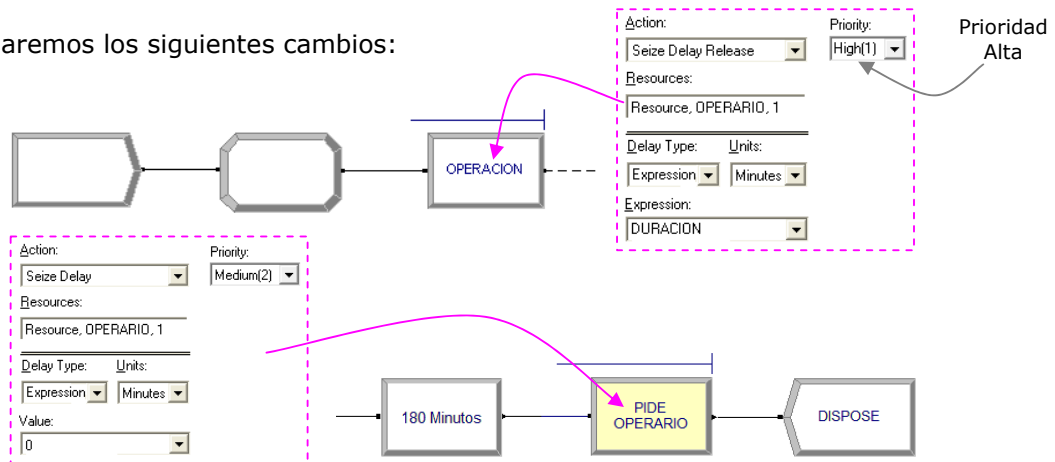 aremos los siguientes cambios:
Action:
Priority:
Seize Delay Release
High(1)
Resources:
Resource, OPERARIO, 1
Delay Type:
Units:
Expression
Minutes
Expression:
DURACION
Prioridad
Alta
OPERACION
Action:
Priority:
Seize Delay
Medium(2)
Resources:
Resource, OPERARIO, 1
Delay Type:
Units:
Expression
Minutes
Value:
0
180 Minutos
PIDE
OPERARIO
DISPOSE